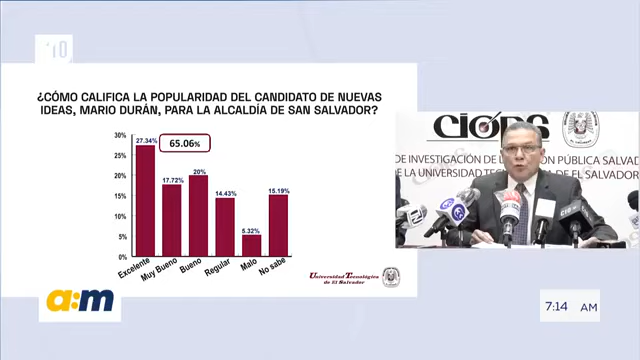 10
¿CÓMO CALIFICA LA POPULARIDAD DEL CANDIDATO DE NUEVAS
IDEAS, MARIO DURÁN, PARA LA ALCALDÍA DE SAN SALVADOR?
30%
25%
20%
15%
10%
5%
0%
27.34%
65.06%
17.72%
20%
14.43%
5.32%
15.19%
Excelente
Muy Bueno
Bueno
Regular
Malo
No sabe
Universidad Tecnológica
de El Salvador
CIOPS
DE INVESTIGACIÓN DE LA OPINIÓN PÚBLICA SALVAD
DE LA UNIVERSIDAD TEC DE EL SALVADOR
a:m
7:14 AM